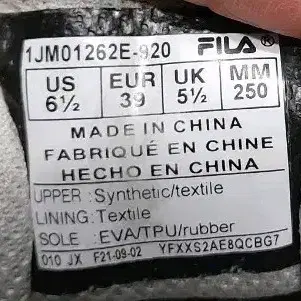 1JM01262E-920 FILA
US EUR UK MM
6½ 39 5½ 250
MADE IN CHINA
FABRIQUÉ EN CHINE
HECHO EN CHINA
UPPER :Synthetic/textile
LINING: Textile
SOLE :EVA/TPU/rubber
010 JX F21-09-02 YFXXS2AE8QCBG7